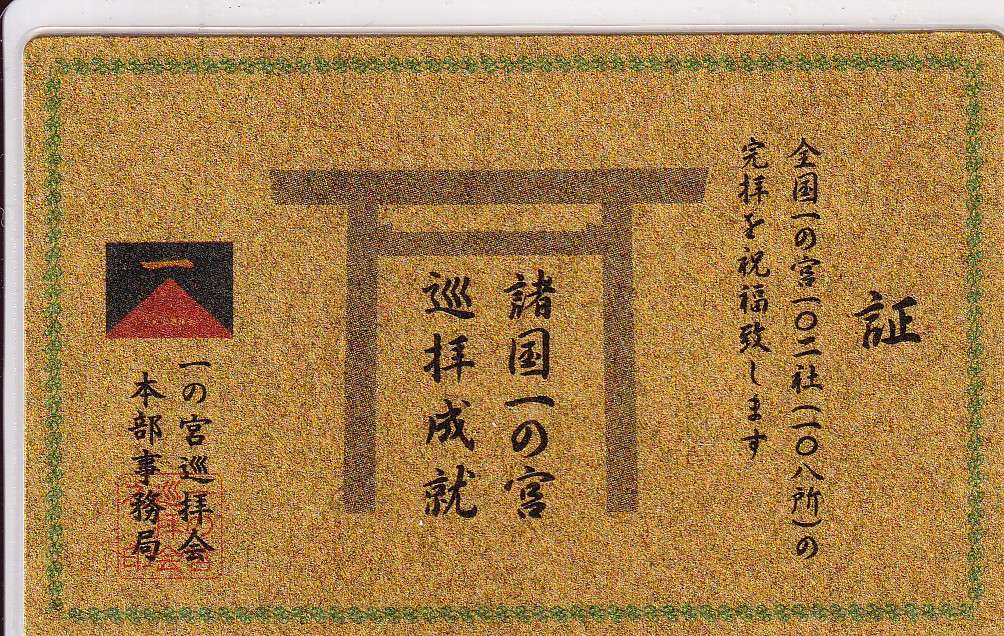 証
全国一の宮一〇二社(一〇八所)の
完拝を祝福致します
諸国一の宮
巡拝成就
一
一の宮巡拝会
本部事務局